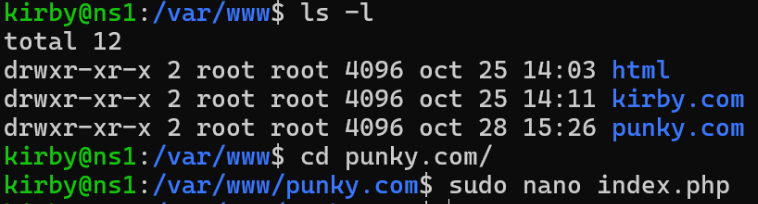 kirby@ns1:/var/www$ ls -l
total 12
drwxr-xr-x 2 root root 4096 oct 25 14:03 html
drwxr-xr-x 2 root root 4096 oct 25 14:11 kirby.com
drwxr-xr-x 2 root root 4096 oct 28 15:26 punky.com
kirby@ns1:/var/www$ cd punky.com/
kirby@ns1:/var/www/punky.com$ sudo nano index.php